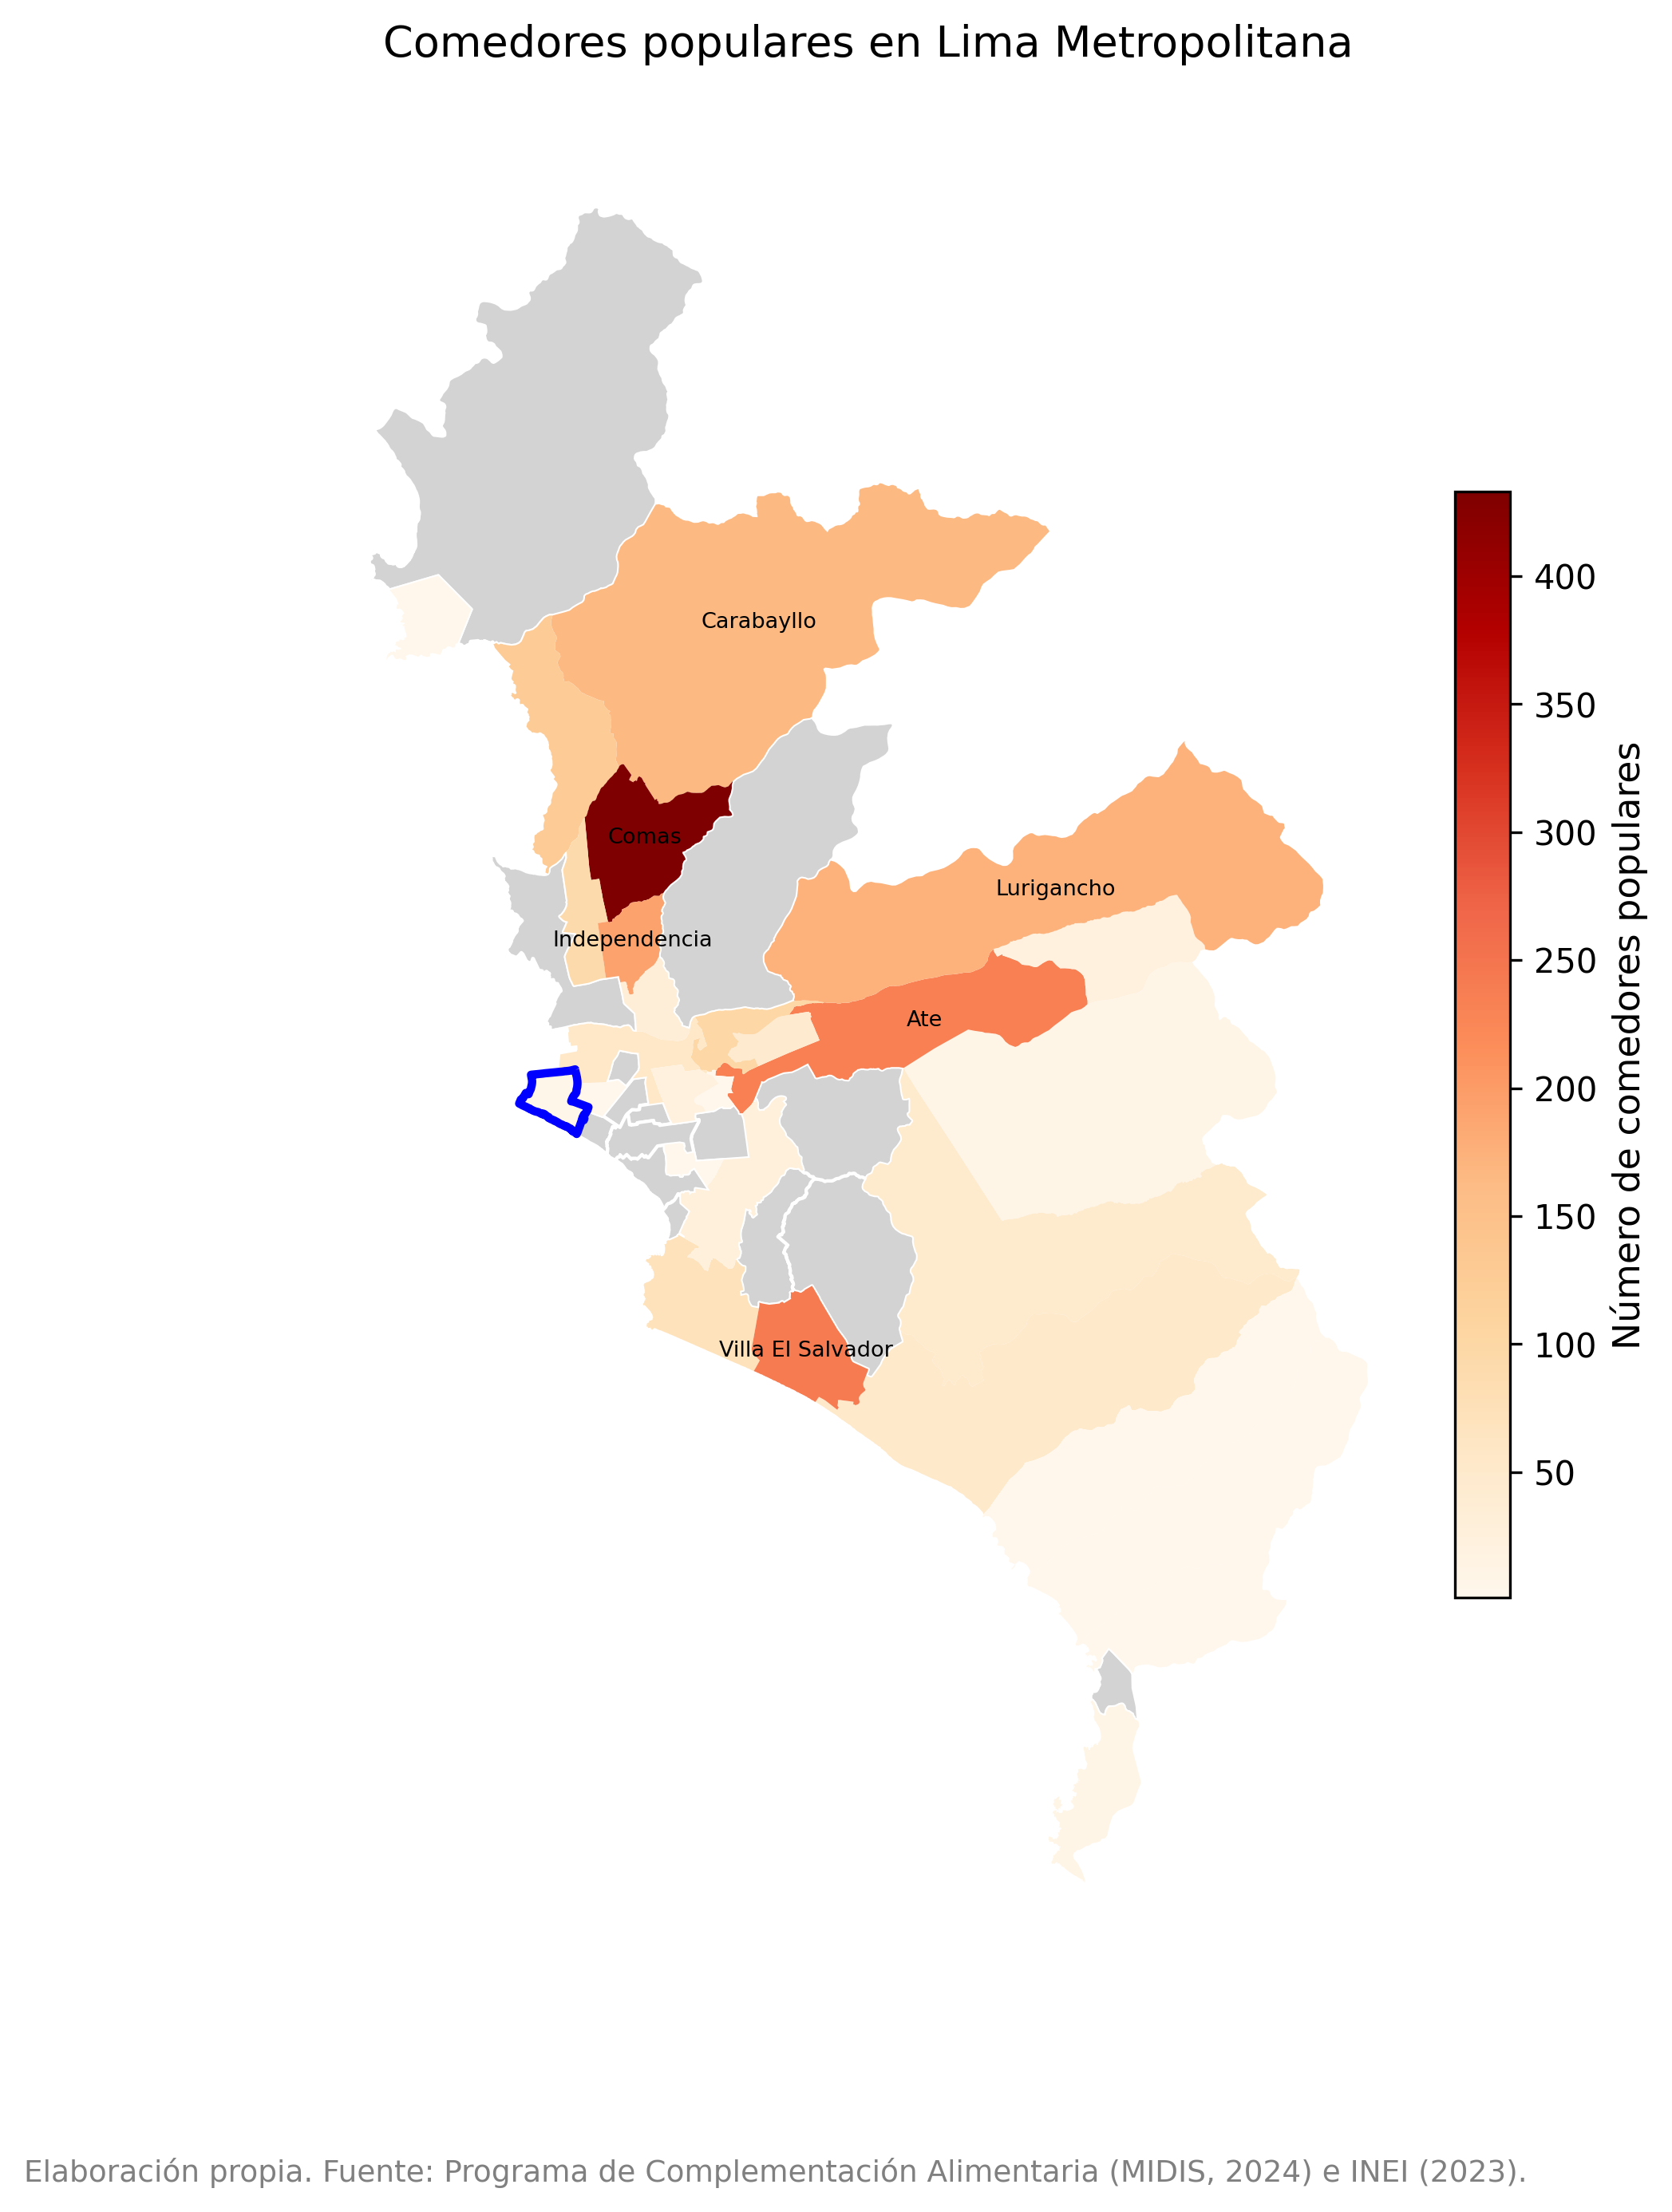 Comedores populares en Lima Metropolitana
Carabayllo
Comas
Lurigancho
Independencia
Ate
Villa El Salvador
400
350
300
250
200
150
100
50
Número de comedores populares
Elaboración propia. Fuente: Programa de Complementación Alimentaria (MIDIS, 2024) e INEI (2023).